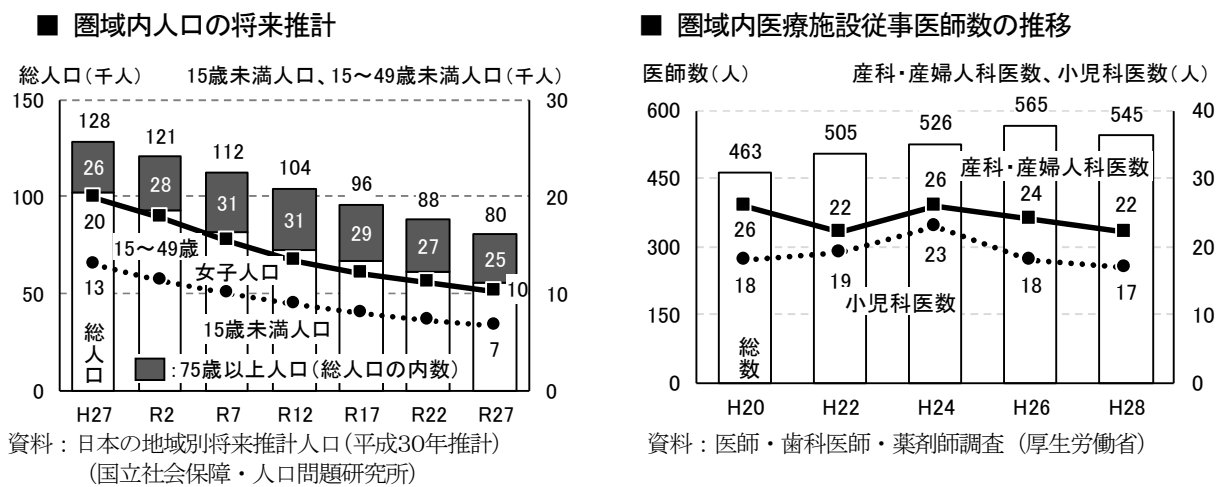 ■ 圏域内人口の将来推計
総人口（千人）
15歳未満人口、15～49歳未満人口（千人）
150
100
50
0
30
20
10
0
128
121
112
104
96
88
80
26
28
31
31
29
27
25
20
10
15～49歳
女子人口
13
7
15歳未満人口
総人口
：75歳以上人口（総人口の内数）
H27 R2 R7 R12 R17 R22 R27
資料：日本の地域別将来推計人口（平成30年推計）
（国立社会保障・人口問題研究所）
■ 圏域内医療施設従事医師数の推移
医師数（人）
産科・産婦人科医数、小児科医数（人）
600
450
300
150
0
40
30
20
10
0
463
505
526
565
545
産科・産婦人科医数
26
22
26
24
22
18
19
23
18
17
小児科医数
総数
H20 H22 H24 H26 H28
資料：医師・歯科医師・薬剤師調査（厚生労働省）